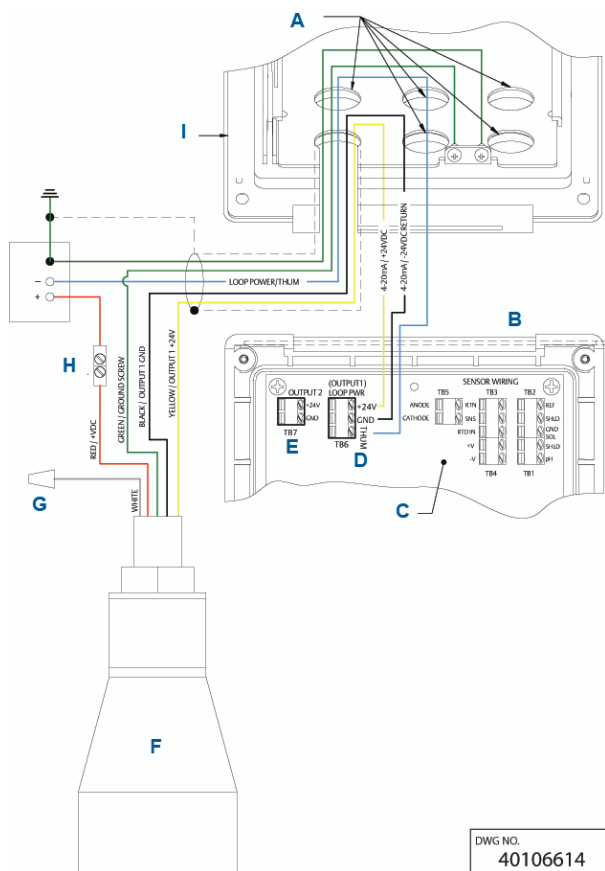 A
I
4-20mA / +24VDC
4-20mA / -24VDC RETURN
−
+
LOOP POWER/THUM
B
H
RED / +VDC
GREEN / GROUND SCREW
BLACK / OUTPUT 1 GND
YELLOW / OUTPUT 1 +24V
OUTPUT 2
+24V
GND
TB7
E
(OUTPUT1)
LOOP PWR
+24V
GND
THUM
TB6
D
SENSOR WIRING
TB5
ANODE
CATHODE
TB3
RTN
SNS
RTD IN
+V
-V
TB4
TB2
REF
SHLD
GND
SOL
SHLD
pH
TB1
C
G
WHITE
F
DWG NO.
40106614